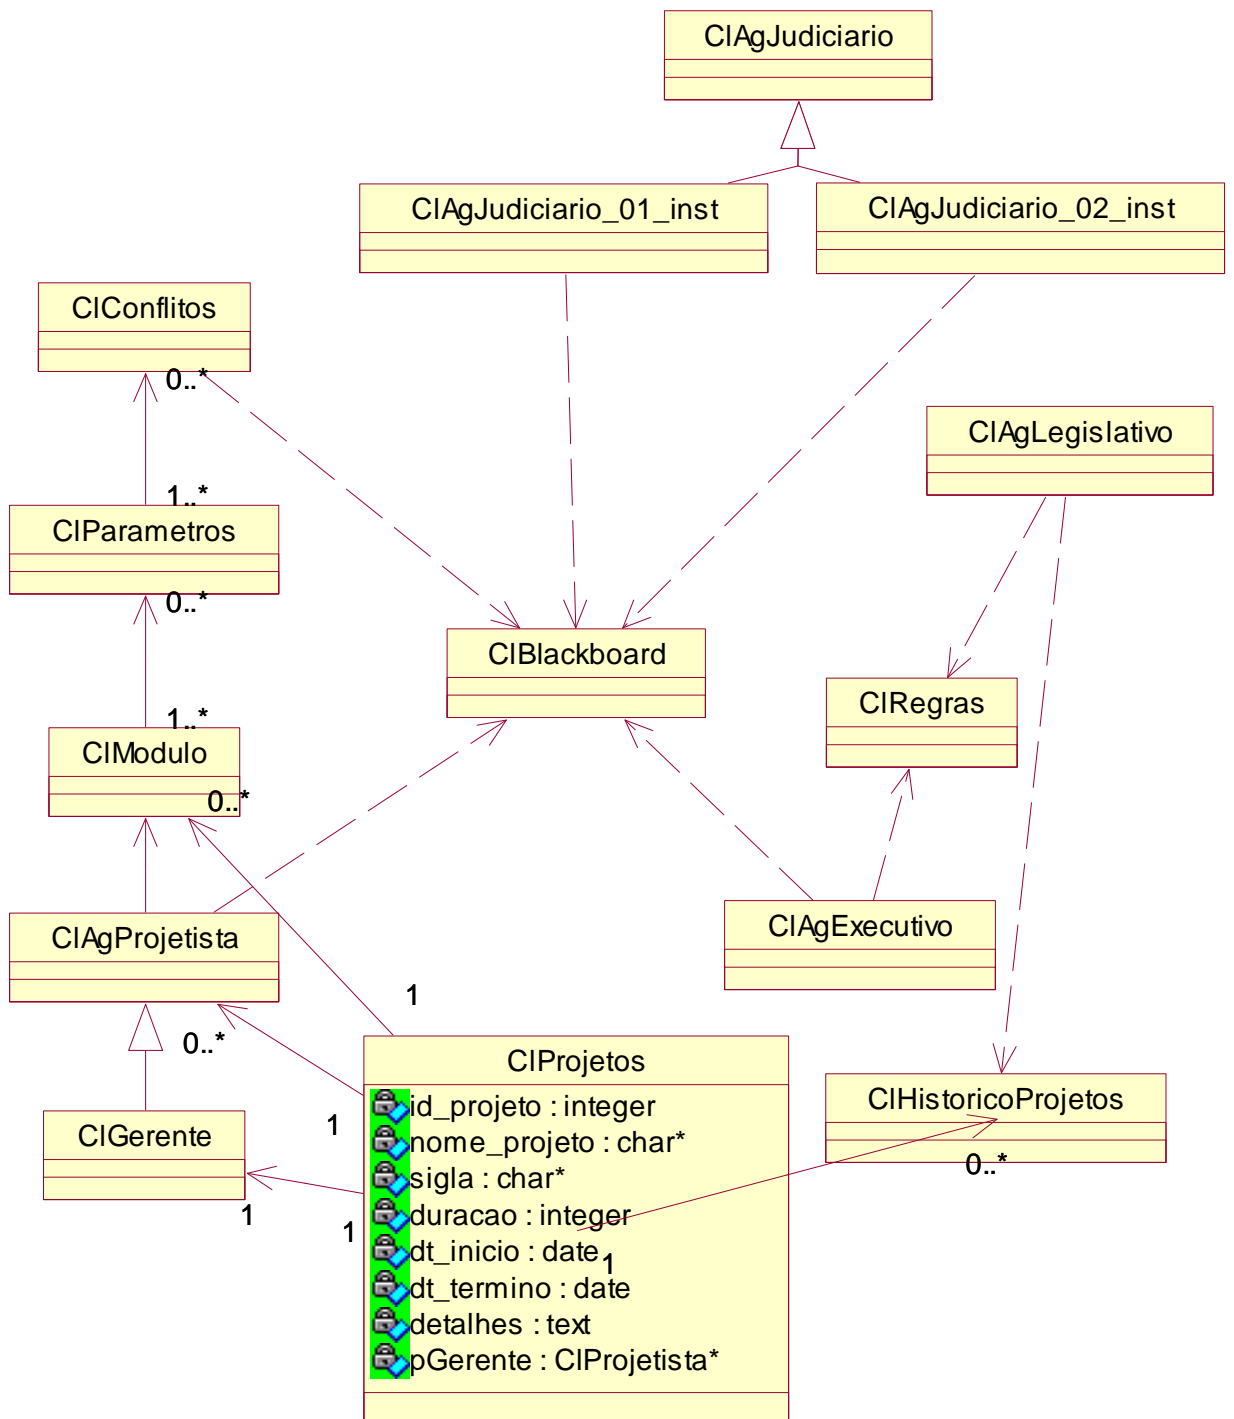 ClAgJudiciario
ClAgJudiciario_01_inst
ClAgJudiciario_02_inst
ClConflitos
0..*
ClAgLegislativo
1..*
ClParametros
0..*
ClBlackboard
ClRegras
1..*
ClModulo
0..*
ClAgProjetista
ClAgExecutivo
1
0..*
ClProjetos
id_projeto : integer
nome_projeto : char*
sigla : char*
duracao : integer
dt_inicio : date
dt_termino : date
detalhes : text
pGerente : ClProjetista*
ClHistoricoProjetos
0..*
1
ClGerente
1
1
1